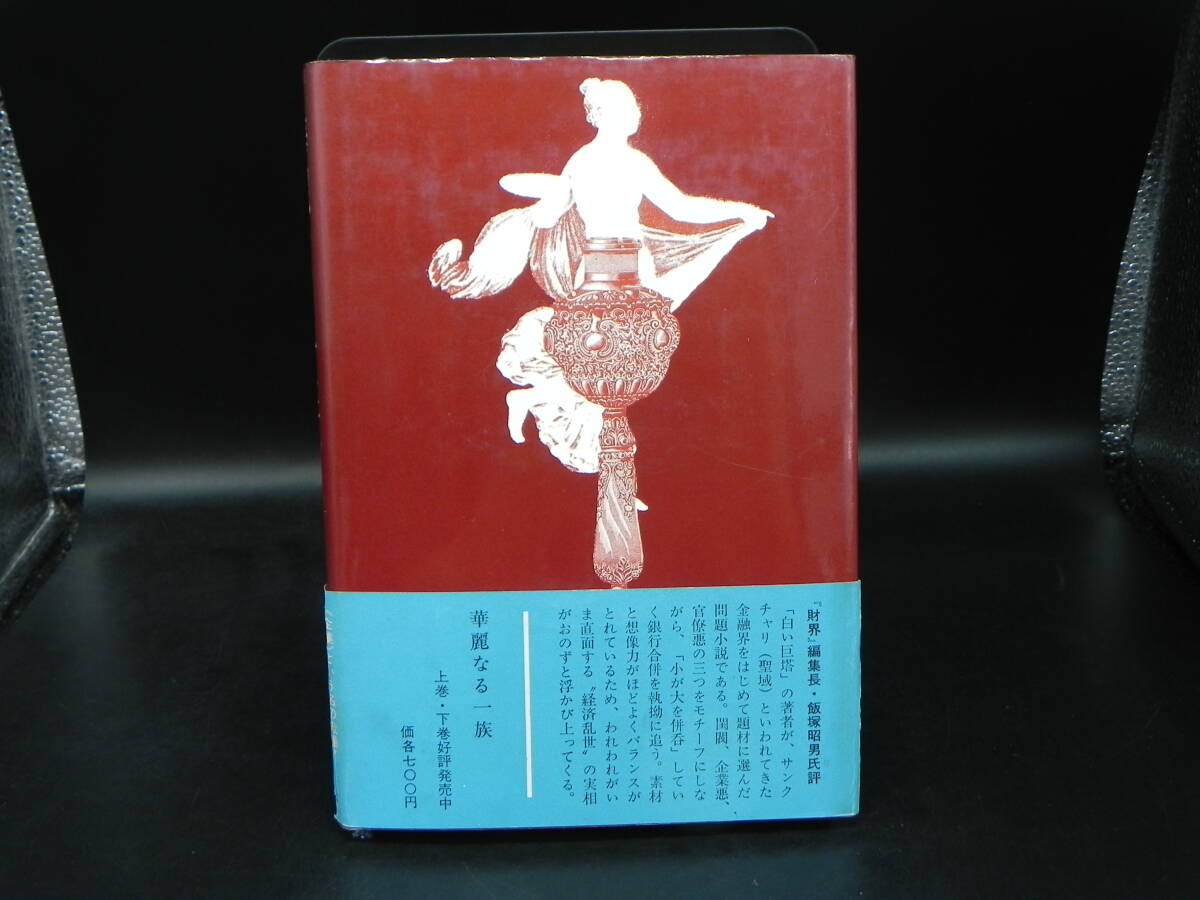 『財界』編集長・飯塚昭男氏評
「白い巨塔」の著者が、サンク
チャリ（聖域）といわれてきた
金融界をはじめて題材に選んだ
問題小説である。閨閥、企業悪、
官僚悪の三つをモチーフにしな
がら、「小が大を併呑」してい
く銀行合併を執拗に追う。素材
と想像力がほどよくバランスが
とれているため、われわれがい
ま直面する〝経済乱世〟の実相
がおのずと浮かび上ってくる。
華麗なる一族
上巻・下巻好評発売中
価各七〇〇円